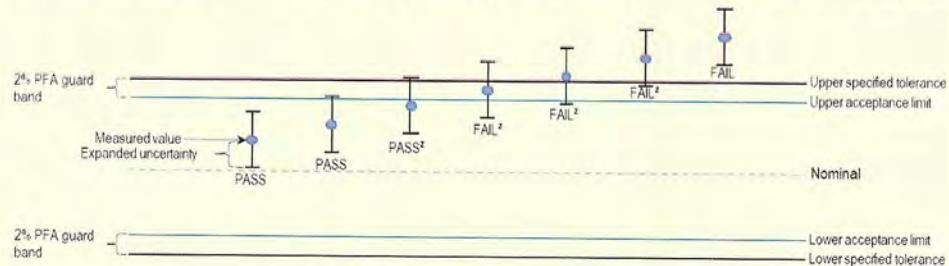 2% PFA guard
band
Measured value
Expanded uncertainty
PASS
PASS
PASS²
FAIL²
FAIL²
FAIL²
FAIL
Upper specified tolerance
Upper acceptance limit
Nominal
2% PFA guard
band
Lower acceptance limit
Lower specified tolerance